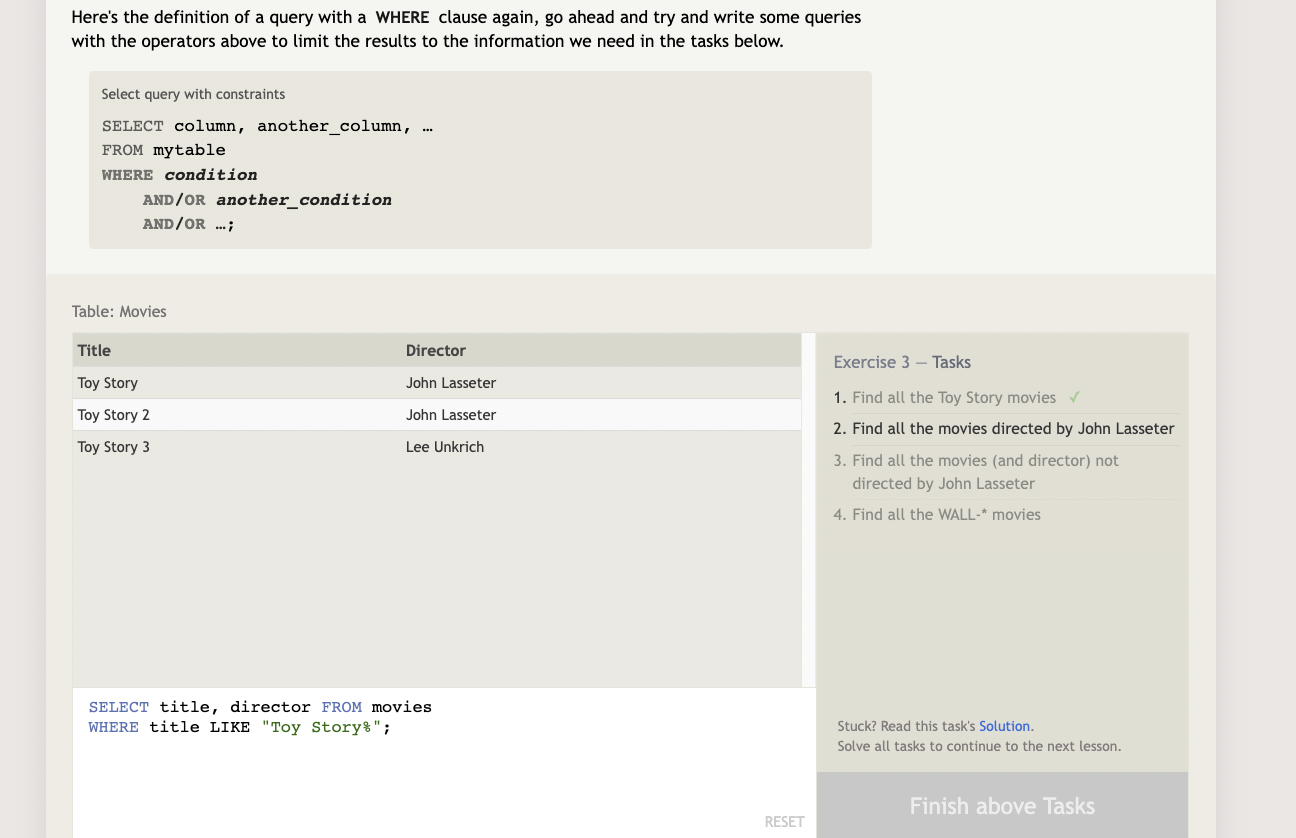 Here's the definition of a query with a WHERE clause again, go ahead and try and write some queries
with the operators above to limit the results to the information we need in the tasks below.
Select query with constraints
SELECT column, another_column, …
FROM mytable
WHERE condition
AND/OR another_condition
AND/OR …;
Table: Movies
Title Director
Toy Story John Lasseter
Toy Story 2 John Lasseter
Toy Story 3 Lee Unkrich
SELECT title, director FROM movies
WHERE title LIKE "Toy Story%";
RESET
Exercise 3 — Tasks
1. Find all the Toy Story movies ✓
2. Find all the movies directed by John Lasseter
3. Find all the movies (and director) not
directed by John Lasseter
4. Find all the WALL-* movies
Stuck? Read this task's Solution.
Solve all tasks to continue to the next lesson.
Finish above Tasks